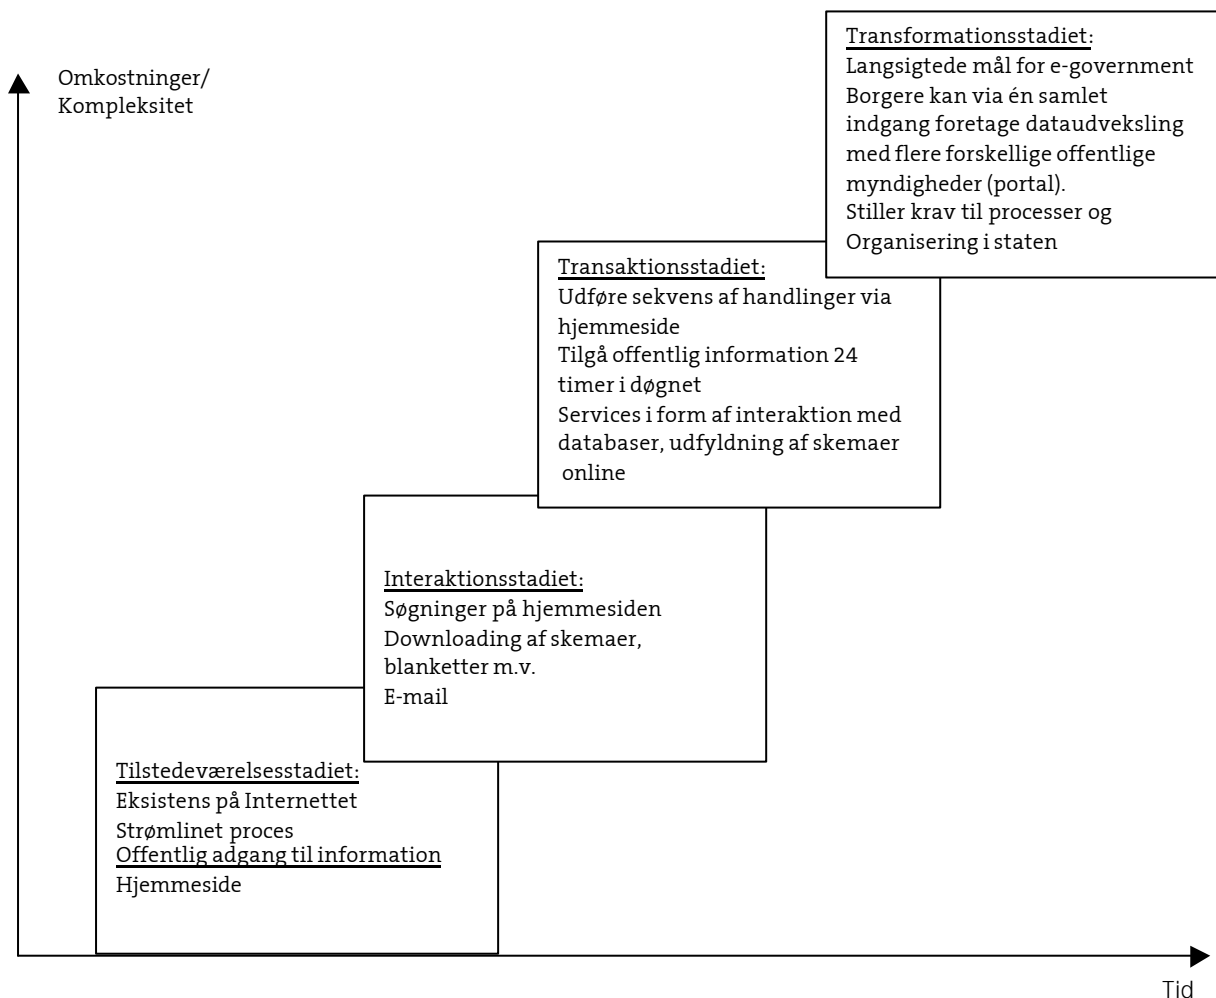 Omkostninger/
Kompleksitet
Transformationsstadiet:
Langsigtede mål for e-government
Borgere kan via én samlet
indgang foretage dataudveksling
med flere forskellige offentlige
myndigheder (portal).
Stiller krav til processer og
Organisering i staten
Transaktionsstadiet:
Udføre sekvens af handlinger via
hjemmeside
Tilgå offentlig information 24
timer i døgnet
Services i form af interaktion med
databaser, udfyldning af skemaer
online
Interaktionsstadiet:
Søgninger på hjemmesiden
Downloading af skemaer,
blanketter m.v.
E-mail
Tilstedeværelsesstadiet:
Eksistens på Internettet
Strømlinet proces
Offentlig adgang til information
Hjemmeside
Tid